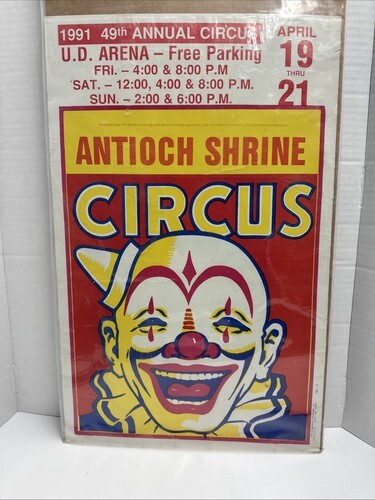 1991 49th ANNUAL CIRCUS
APRIL
U.D. ARENA – Free Parking
19
FRI. – 4:00 & 8:00 P.M
THRU
SAT. – 12:00, 4:00 & 8:00 P.M.
21
SUN. – 2:00 & 6:00 P.M.
ANTIOCH SHRINE
CIRCUS